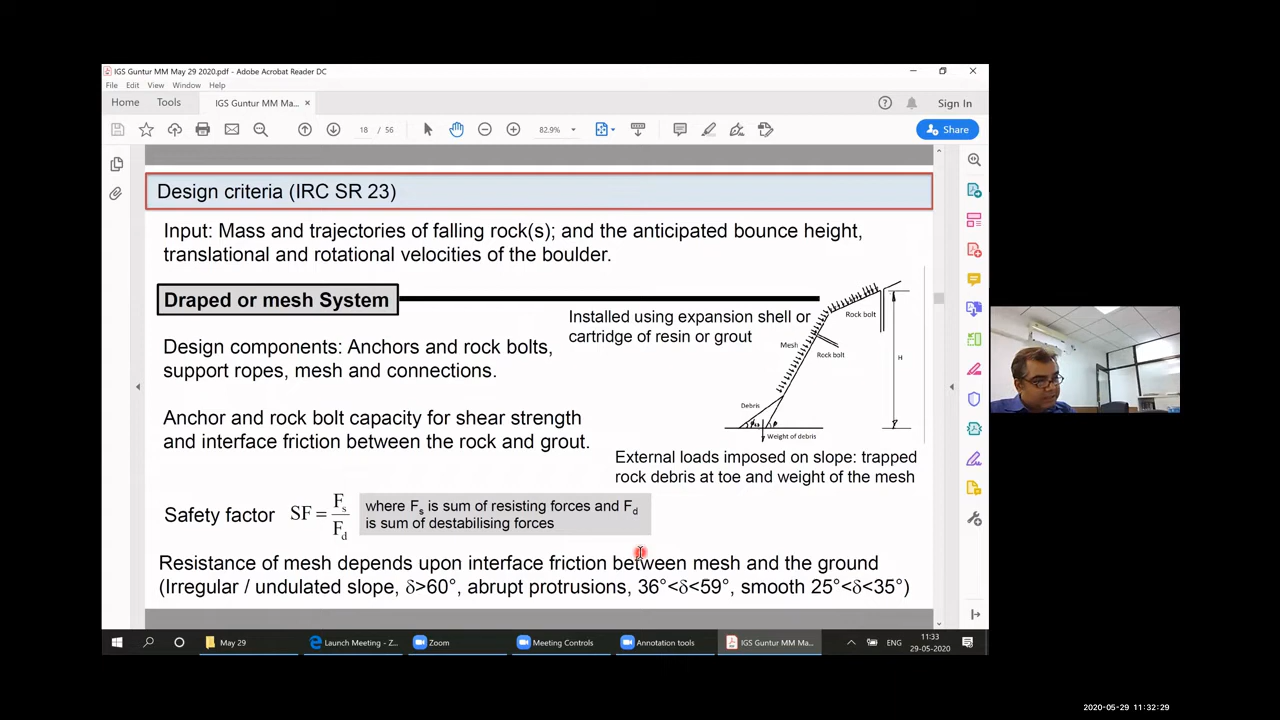 IGS Guntur MM May 29 2020.pdf - Adobe Acrobat Reader DC
File Edit View Window Help
Home Tools IGS Guntur MM Ma... × Sign In
18 / 56 82.9% Share
Design criteria (IRC SR 23)
Input: Mass and trajectories of falling rock(s); and the anticipated bounce height,
translational and rotational velocities of the boulder.
Draped or mesh System
Installed using expansion shell or
cartridge of resin or grout
Design components: Anchors and rock bolts,
support ropes, mesh and connections.
Anchor and rock bolt capacity for shear strength
and interface friction between the rock and grout.
Rock bolt
Mesh
Rock bolt
H
Debris
Weight of debris
External loads imposed on slope: trapped
rock debris at toe and weight of the mesh
Safety factor SF = Fs / Fd
where Fs is sum of resisting forces and Fd
is sum of destabilising forces
Resistance of mesh depends upon interface friction between mesh and the ground
(Irregular / undulated slope, δ>60°, abrupt protrusions, 36°<δ<59°, smooth 25°<δ<35°)
May 29 Launch Meeting - Z... Zoom Meeting Controls Annotation tools IGS Guntur MM Ma... ENG 11:33
29-05-2020
2020-05-29 11:32:29